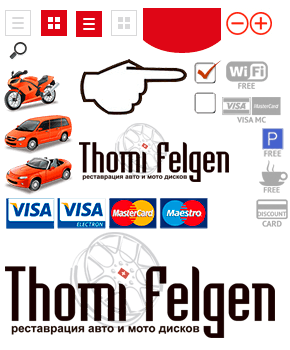 WiFi
FREE
VISA
MasterCard
VISA MC
P
FREE
Thomi Felgen
реставрация авто и мото дисков
FREE
VISA
VISA
ELECTRON
MasterCard
Maestro
DISCOUNT
CARD
Thomi Felgen
реставрация авто и мото дисков